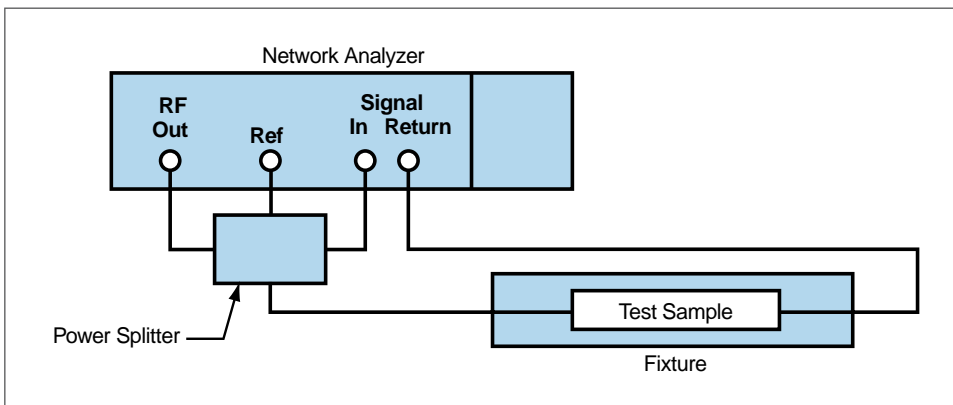 Network Analyzer
RF
Out
Ref
Signal
In Return
Power Splitter
Test Sample
Fixture